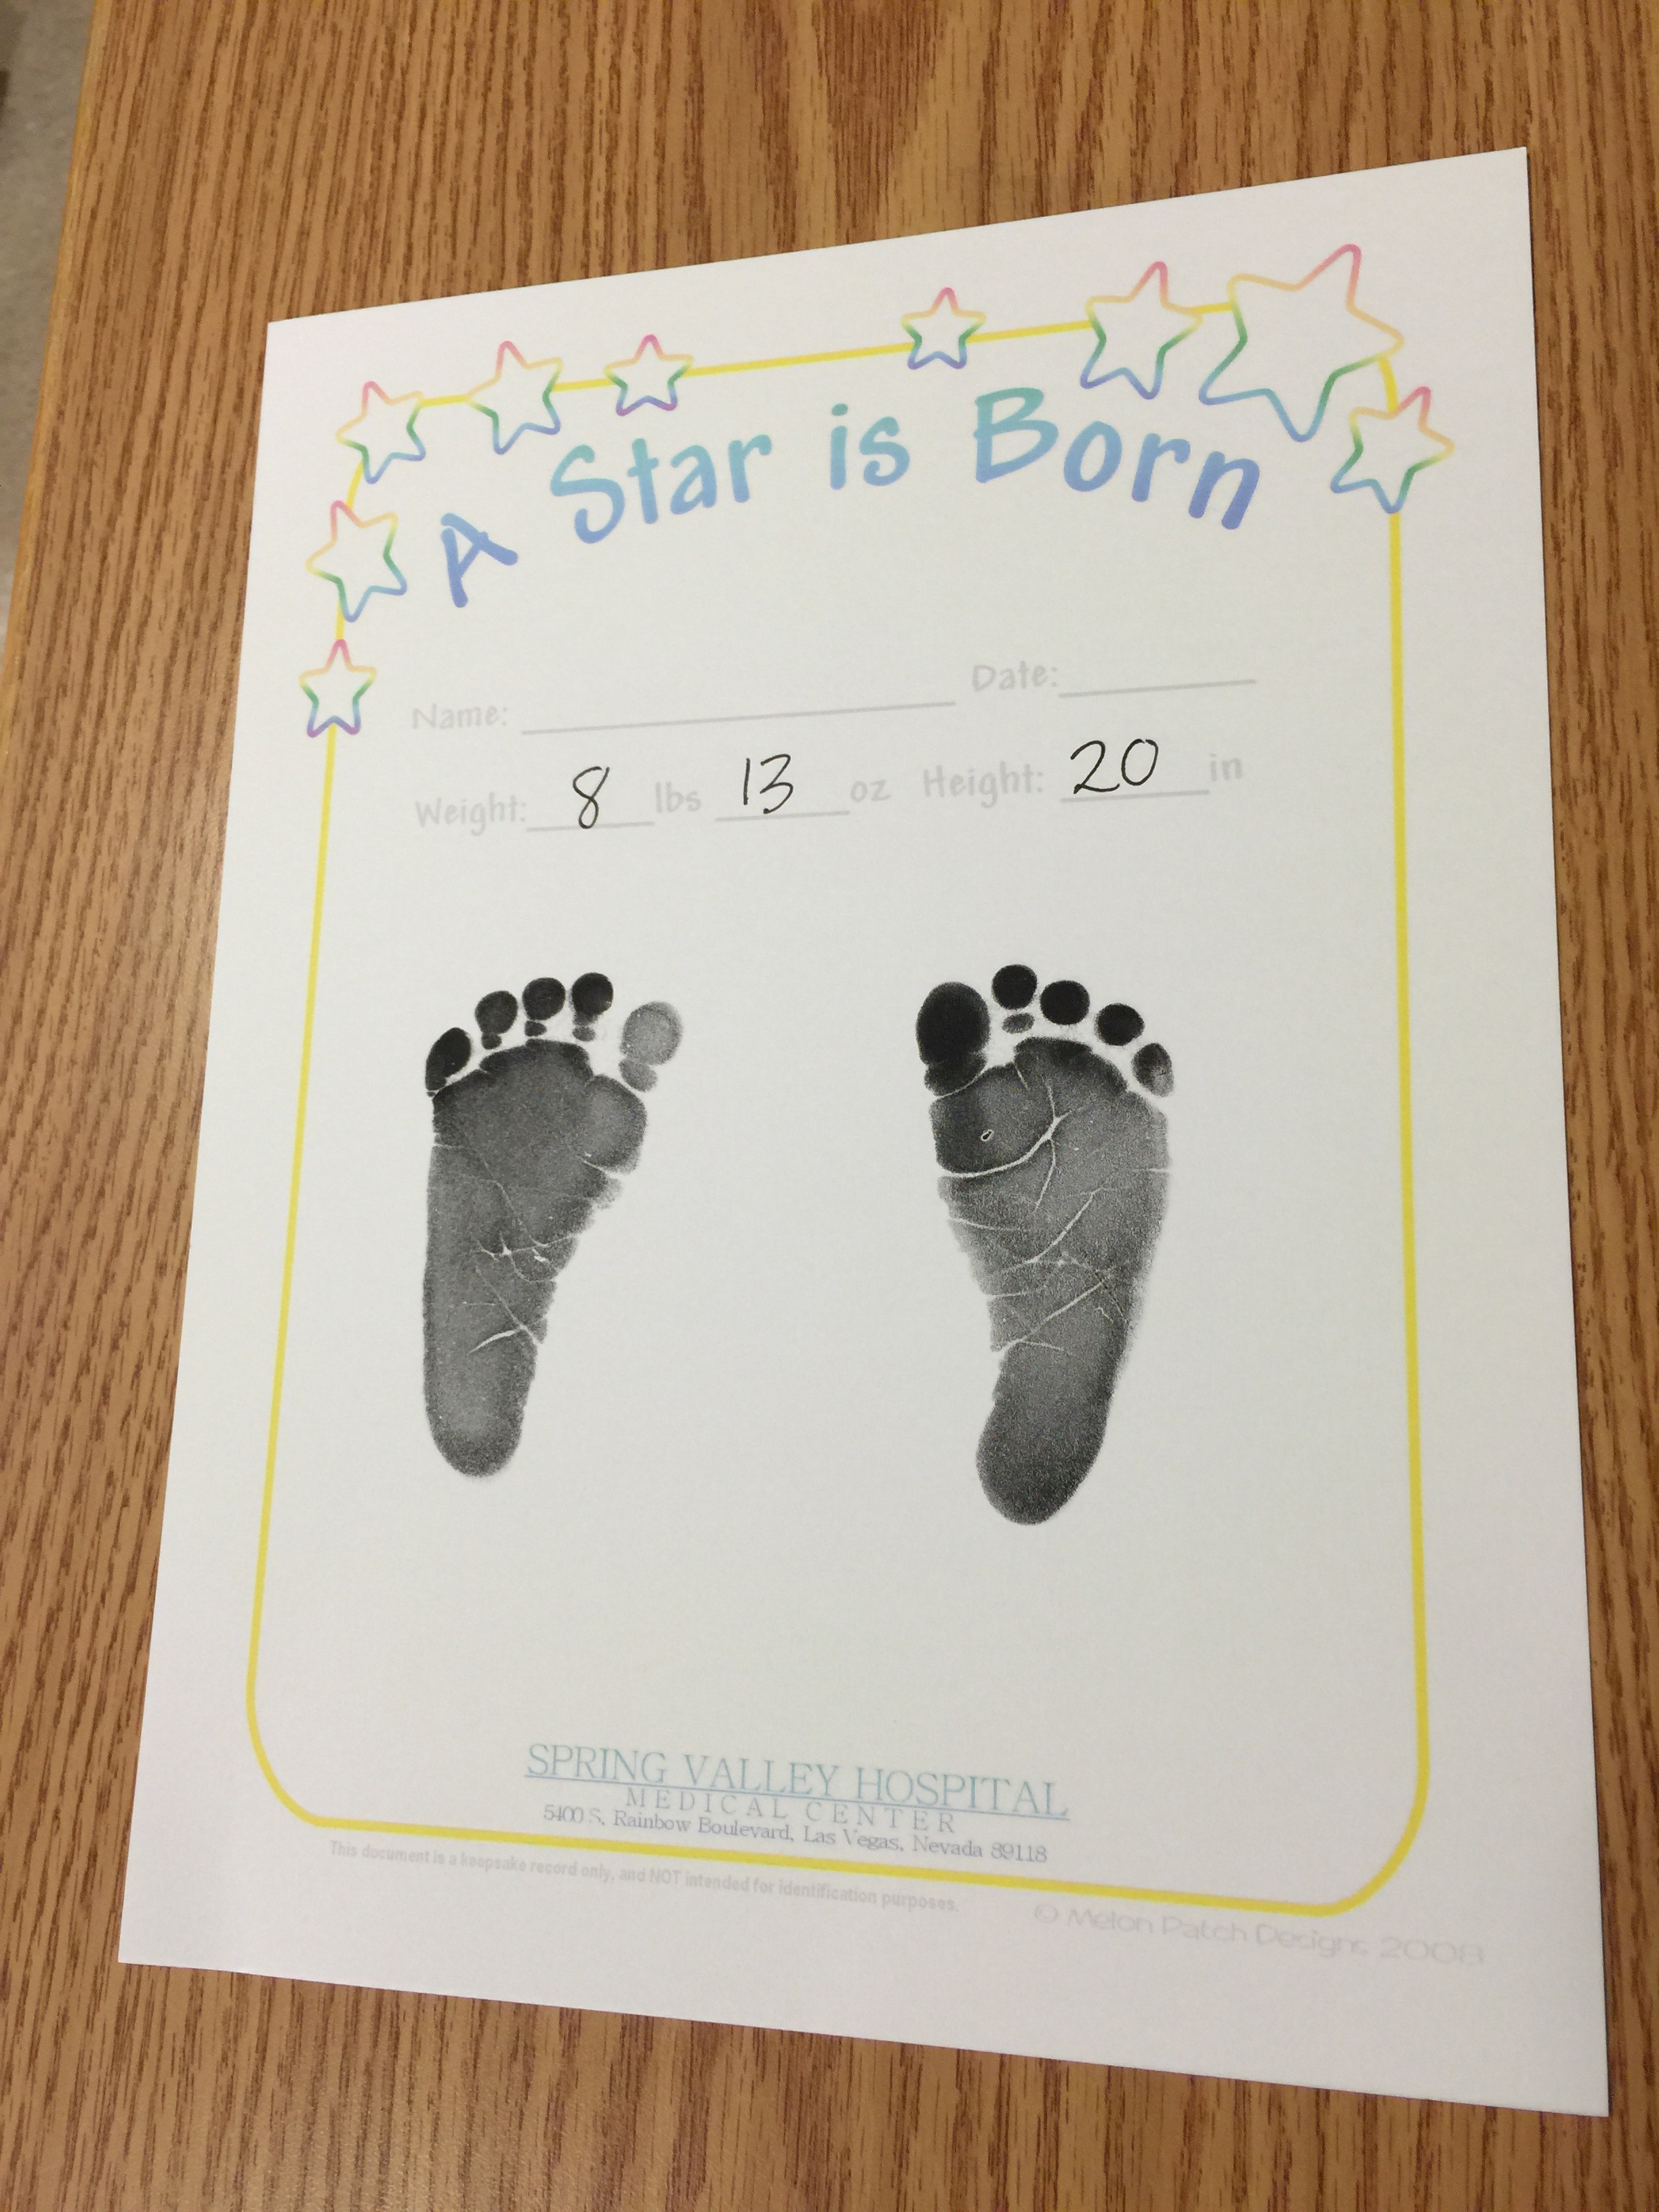 A Star is Born
Name: Date:
Weight: 8 lbs 13 oz Height: 20 in
SPRING VALLEY HOSPITAL
MEDICAL CENTER
5400 S. Rainbow Boulevard, Las Vegas, Nevada 89118
This document is a keepsake record only, and NOT intended for identification purposes.
© Melon Patch Designs 2008